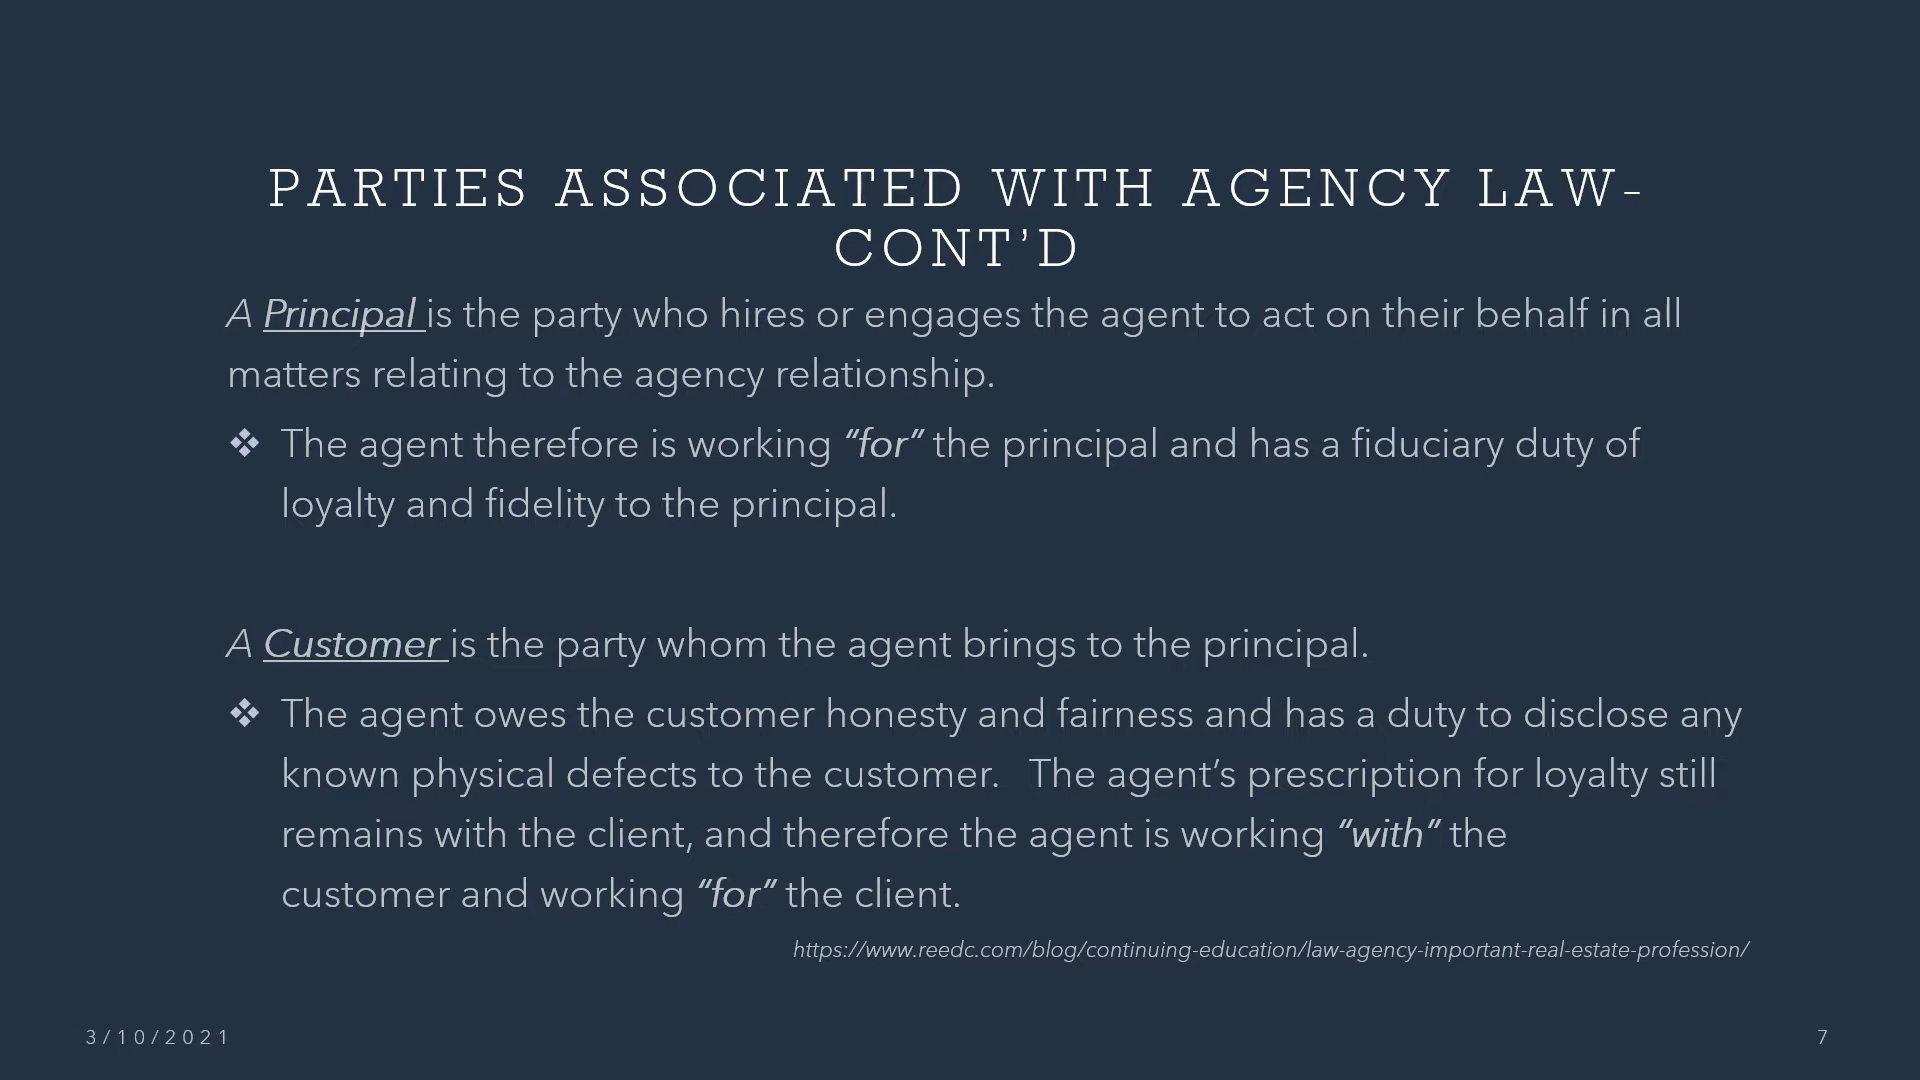 PARTIES ASSOCIATED WITH AGENCY LAW-
CONT’D
A Principal is the party who hires or engages the agent to act on their behalf in all
matters relating to the agency relationship.
❖ The agent therefore is working “for” the principal and has a fiduciary duty of
loyalty and fidelity to the principal.
A Customer is the party whom the agent brings to the principal.
❖ The agent owes the customer honesty and fairness and has a duty to disclose any
known physical defects to the customer.   The agent’s prescription for loyalty still
remains with the client, and therefore the agent is working “with” the
customer and working “for” the client.
https://www.reedc.com/blog/continuing-education/law-agency-important-real-estate-profession/
3/10/2021
7